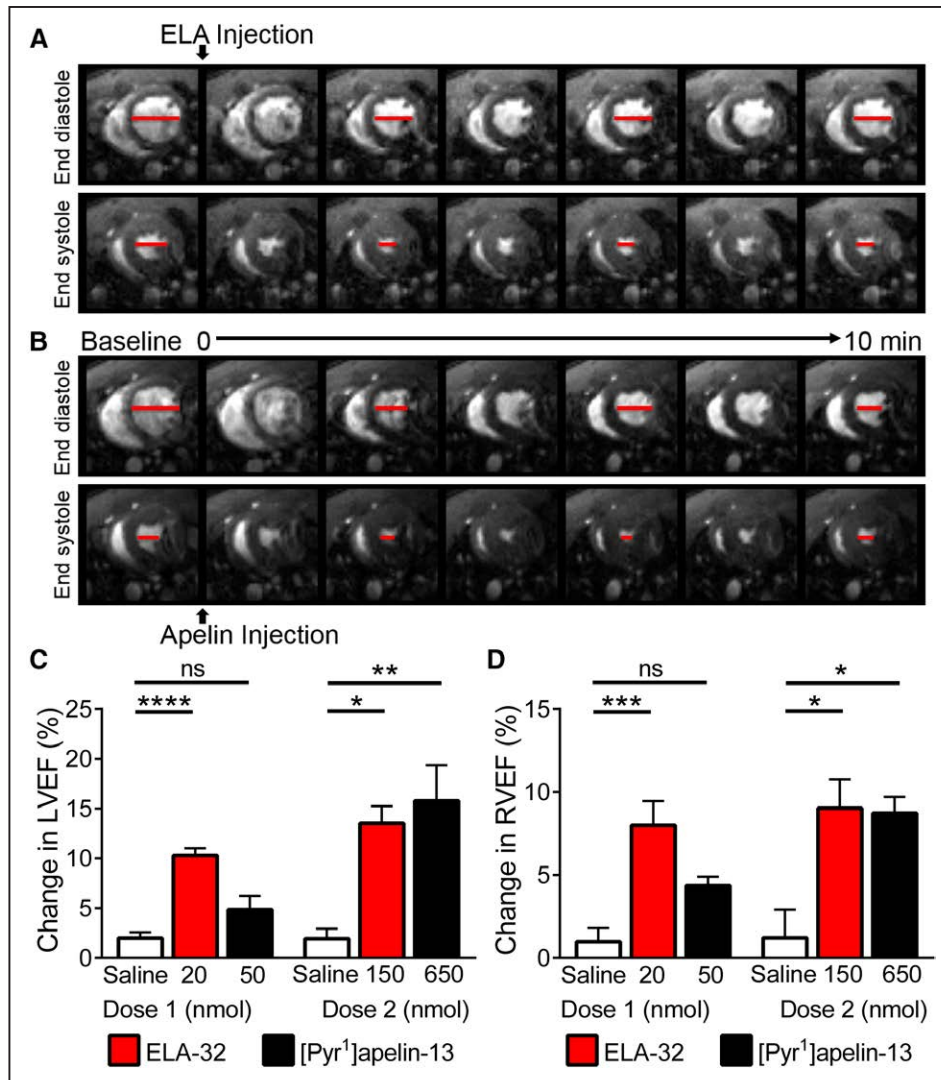 A
ELA Injection
End diastole
End systole
B
Baseline 0 10 min
End diastole
End systole
Apelin Injection
C
ns
**
****
*
25
20
15
10
5
0
Change in LVEF (%)
Saline 20 50 Saline 150 650
Dose 1 (nmol) Dose 2 (nmol)
ELA-32 [Pyr¹]apelin-13
D
ns
*
***
*
15
10
5
0
Change in RVEF (%)
Saline 20 50 Saline 150 650
Dose 1 (nmol) Dose 2 (nmol)
ELA-32 [Pyr¹]apelin-13